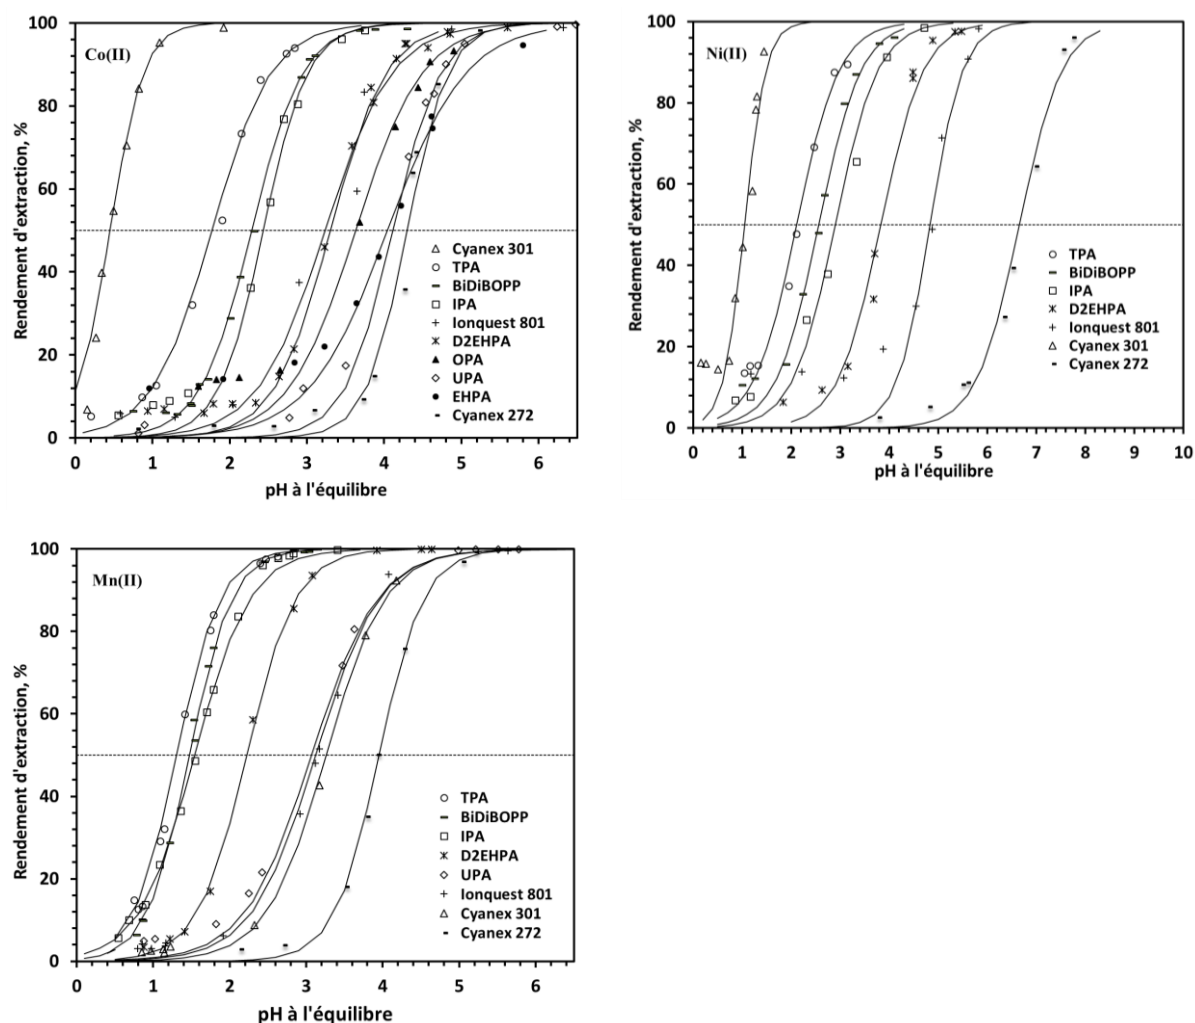 Co(II)
Rendement d'extraction, %
100
80
60
40
20
0
0 1 2 3 4 5 6
pH à l'équilibre
Cyanex 301
TPA
BiDiBOPP
IPA
Ionquest 801
D2EHPA
OPA
UPA
EHPA
Cyanex 272
Ni(II)
Rendement d'extraction, %
100
80
60
40
20
0
0 1 2 3 4 5 6 7 8 9 10
pH à l'équilibre
TPA
BiDiBOPP
IPA
D2EHPA
Ionquest 801
Cyanex 301
Cyanex 272
Mn(II)
Rendement d'extraction, %
100
80
60
40
20
0
0 1 2 3 4 5 6
pH à l'équilibre
TPA
BiDiBOPP
IPA
D2EHPA
UPA
Ionquest 801
Cyanex 301
Cyanex 272